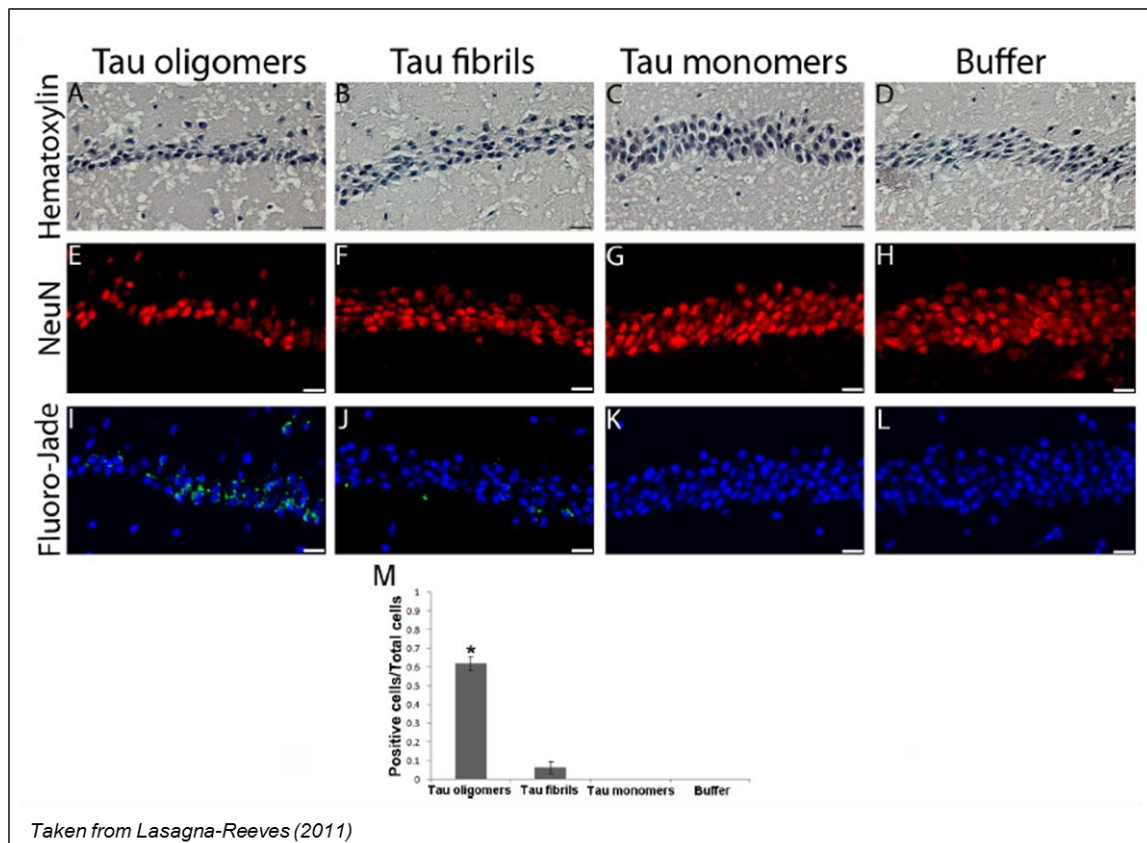 Tau oligomers Tau fibrils Tau monomers Buffer
Hematoxylin
A B C D
NeuN
E F G H
Fluoro-Jade
I J K L
M
Positive cells/Total cells
1
0.9
0.8
0.7
0.6
0.5
0.4
0.3
0.2
0.1
0
*
Tau oligomers Tau fibrils Tau monomers Buffer
Taken from Lasagna-Reeves (2011)